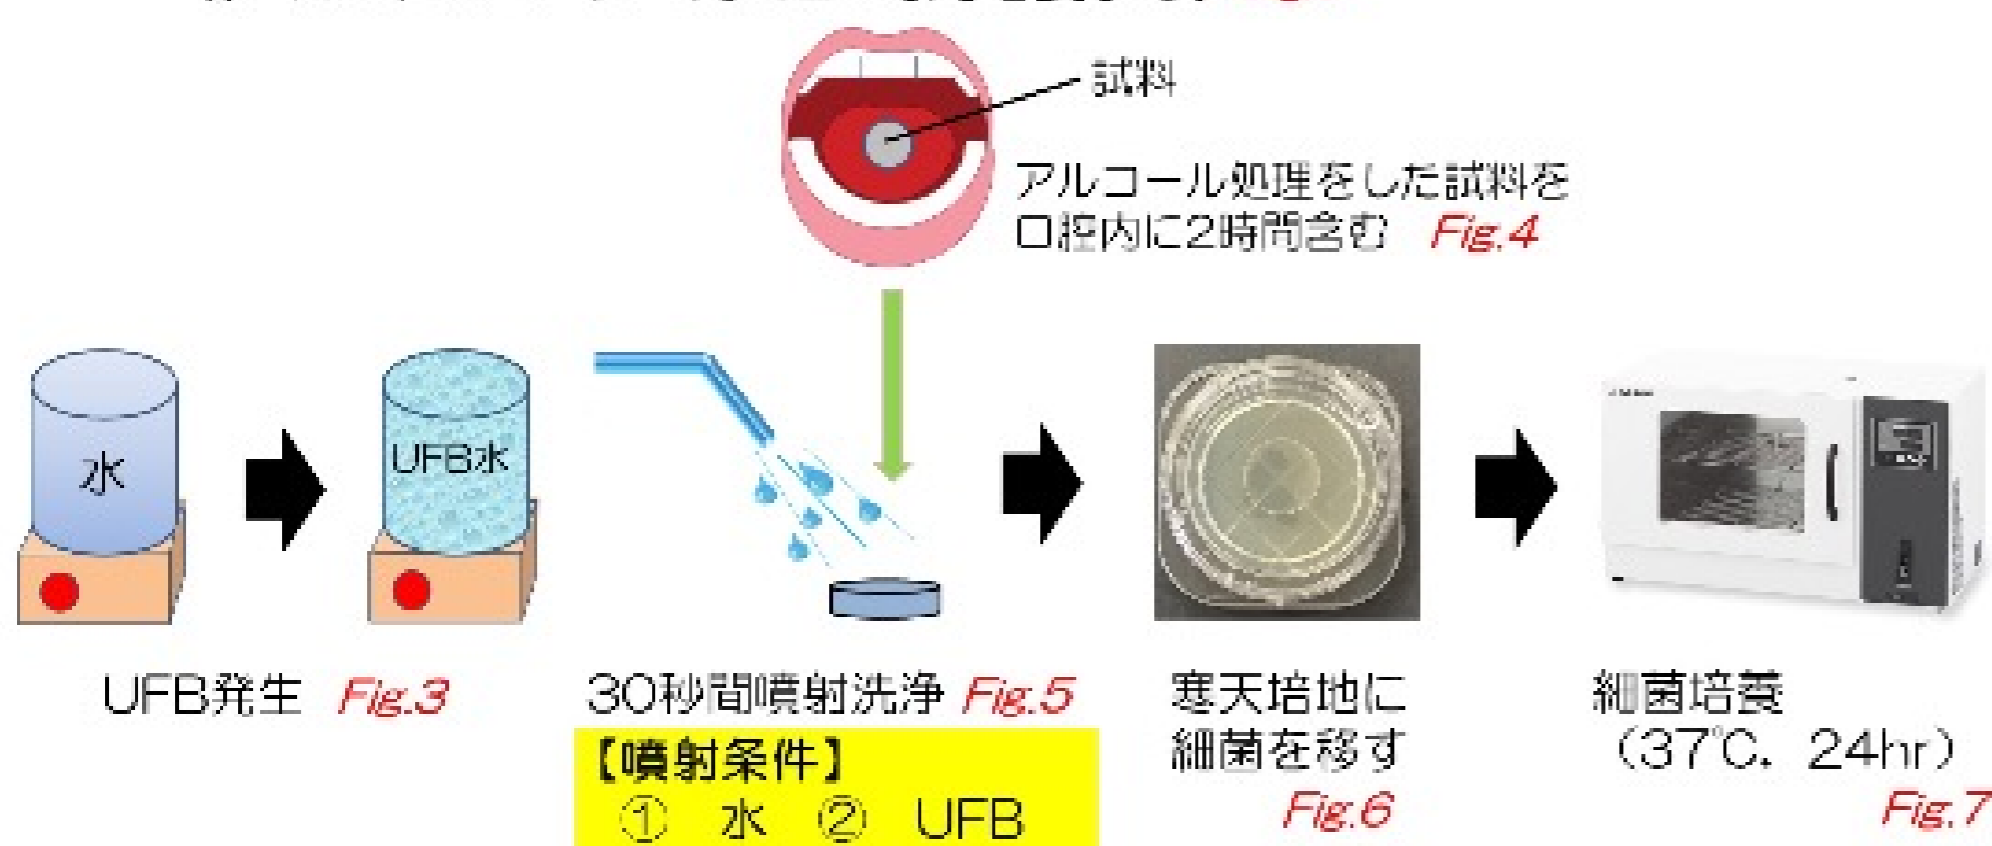 試料
アルコール処理をした試料を
口腔内に2時間含む Fig.4
水
UFB水
UFB発生 Fig.3
30秒間噴射洗浄 Fig.5
【噴射条件】
① 水 ② UFB
寒天培地に
細菌を移す
Fig.6
細菌培養
(37℃, 24hr)
Fig.7